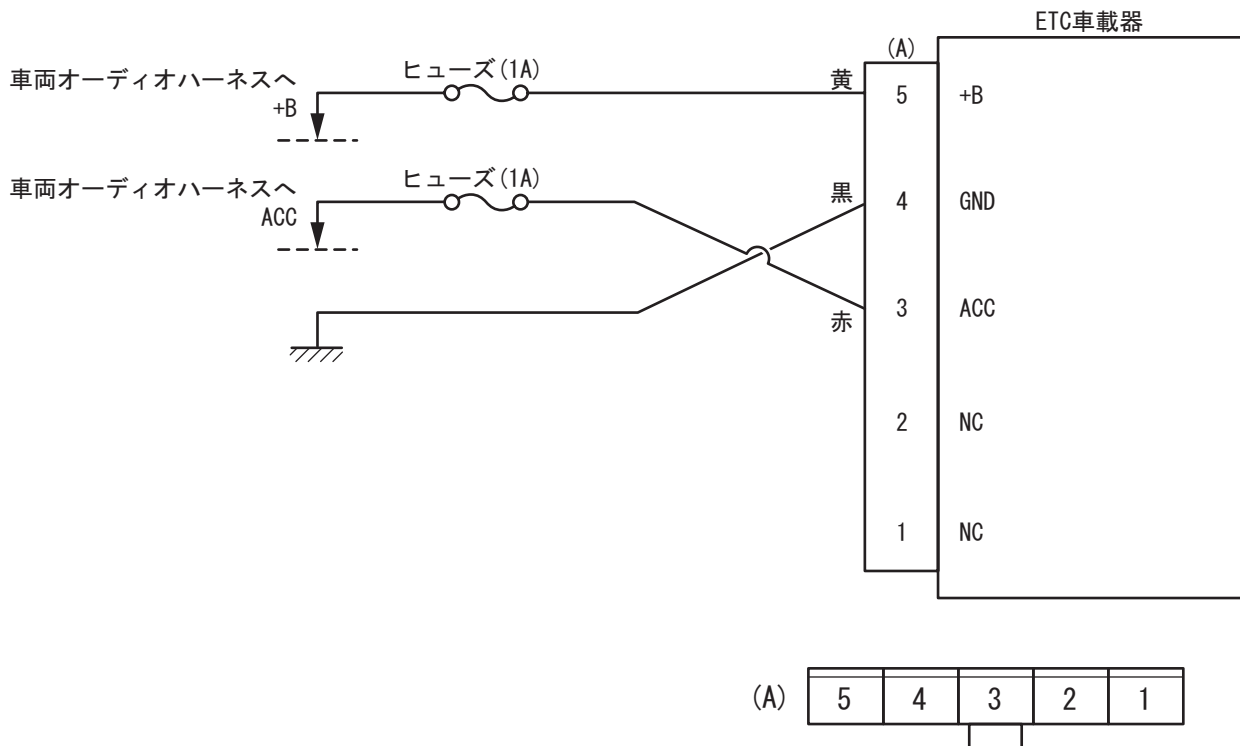 ETC車載器
(A)
車両オーディオハーネスへ
+B
ヒューズ(1A)
黄
5
+B
車両オーディオハーネスへ
ACC
ヒューズ(1A)
黒
4
GND
赤
3
ACC
2
NC
1
NC
(A)
5 4 3 2 1